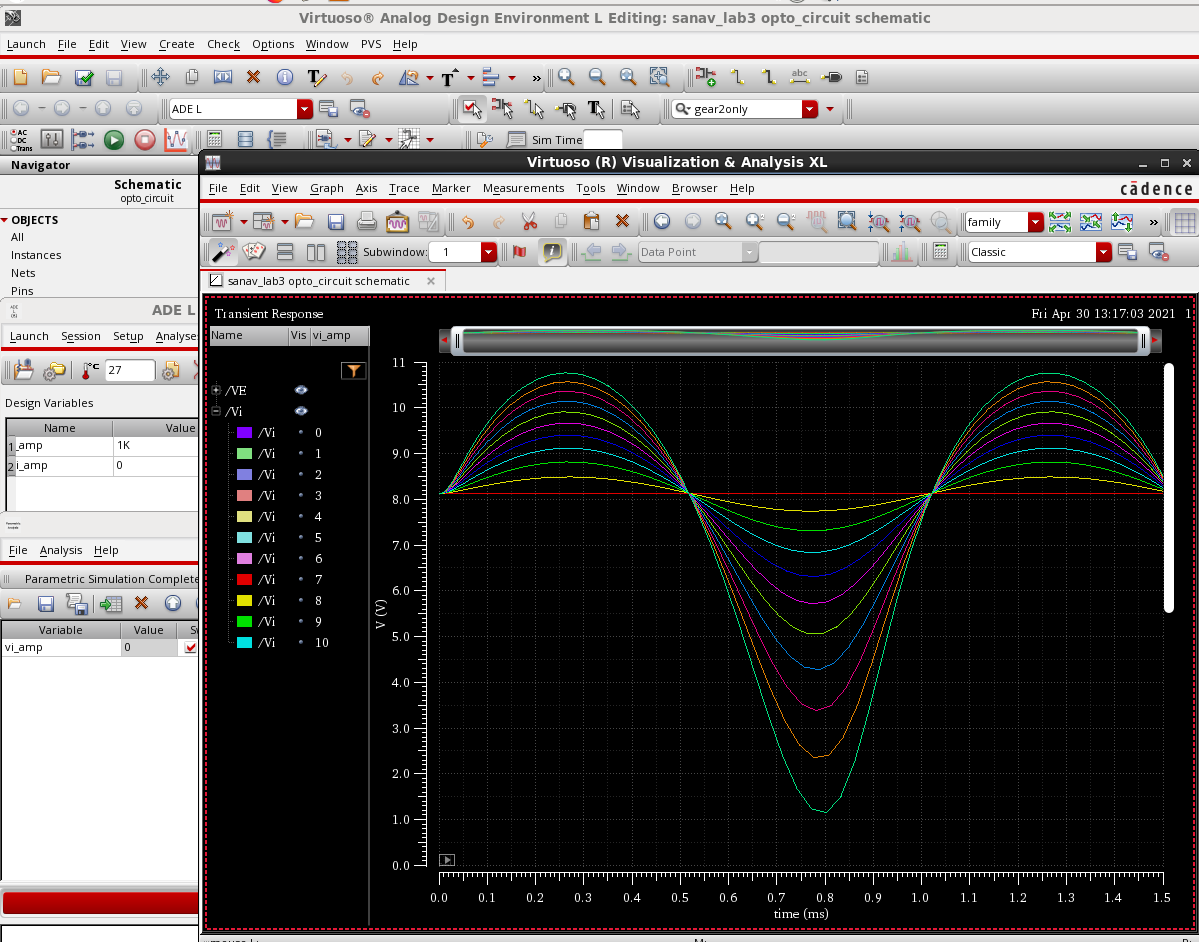 Virtuoso® Analog Design Environment L Editing: sanav_lab3 opto_circuit schematic
Launch File Edit View Create Check Options Window PVS Help
abc
ADE L
gear2only
AC
DC
Trans
Sim Time
Navigator
Schematic
opto_circuit
OBJECTS
All
Instances
Nets
Pins
ADE L
Launch Session Setup Analyse
°C 27
Design Variables
Name Value
1 _amp 1K
2 i_amp 0
File Analysis Help
Parametric Simulation Complete
Variable Value
vi_amp 0
Virtuoso (R) Visualization & Analysis XL
File Edit View Graph Axis Trace Marker Measurements Tools Window Browser Help
cādence
family
Subwindow: 1
Data Point
Classic
sanav_lab3 opto_circuit schematic
Transient Response
Fri Apr 30 13:17:03 2021 1
Name Vis vi_amp
/VE
/Vi
/Vi 0
/Vi 1
/Vi 2
/Vi 3
/Vi 4
/Vi 5
/Vi 6
/Vi 7
/Vi 8
/Vi 9
/Vi 10
11
10
9.0
8.0
7.0
6.0
5.0
4.0
3.0
2.0
1.0
0.0
V (V)
0.0 0.1 0.2 0.3 0.4 0.5 0.6 0.7 0.8 0.9 1.0 1.1 1.2 1.3 1.4 1.5
time (ms)